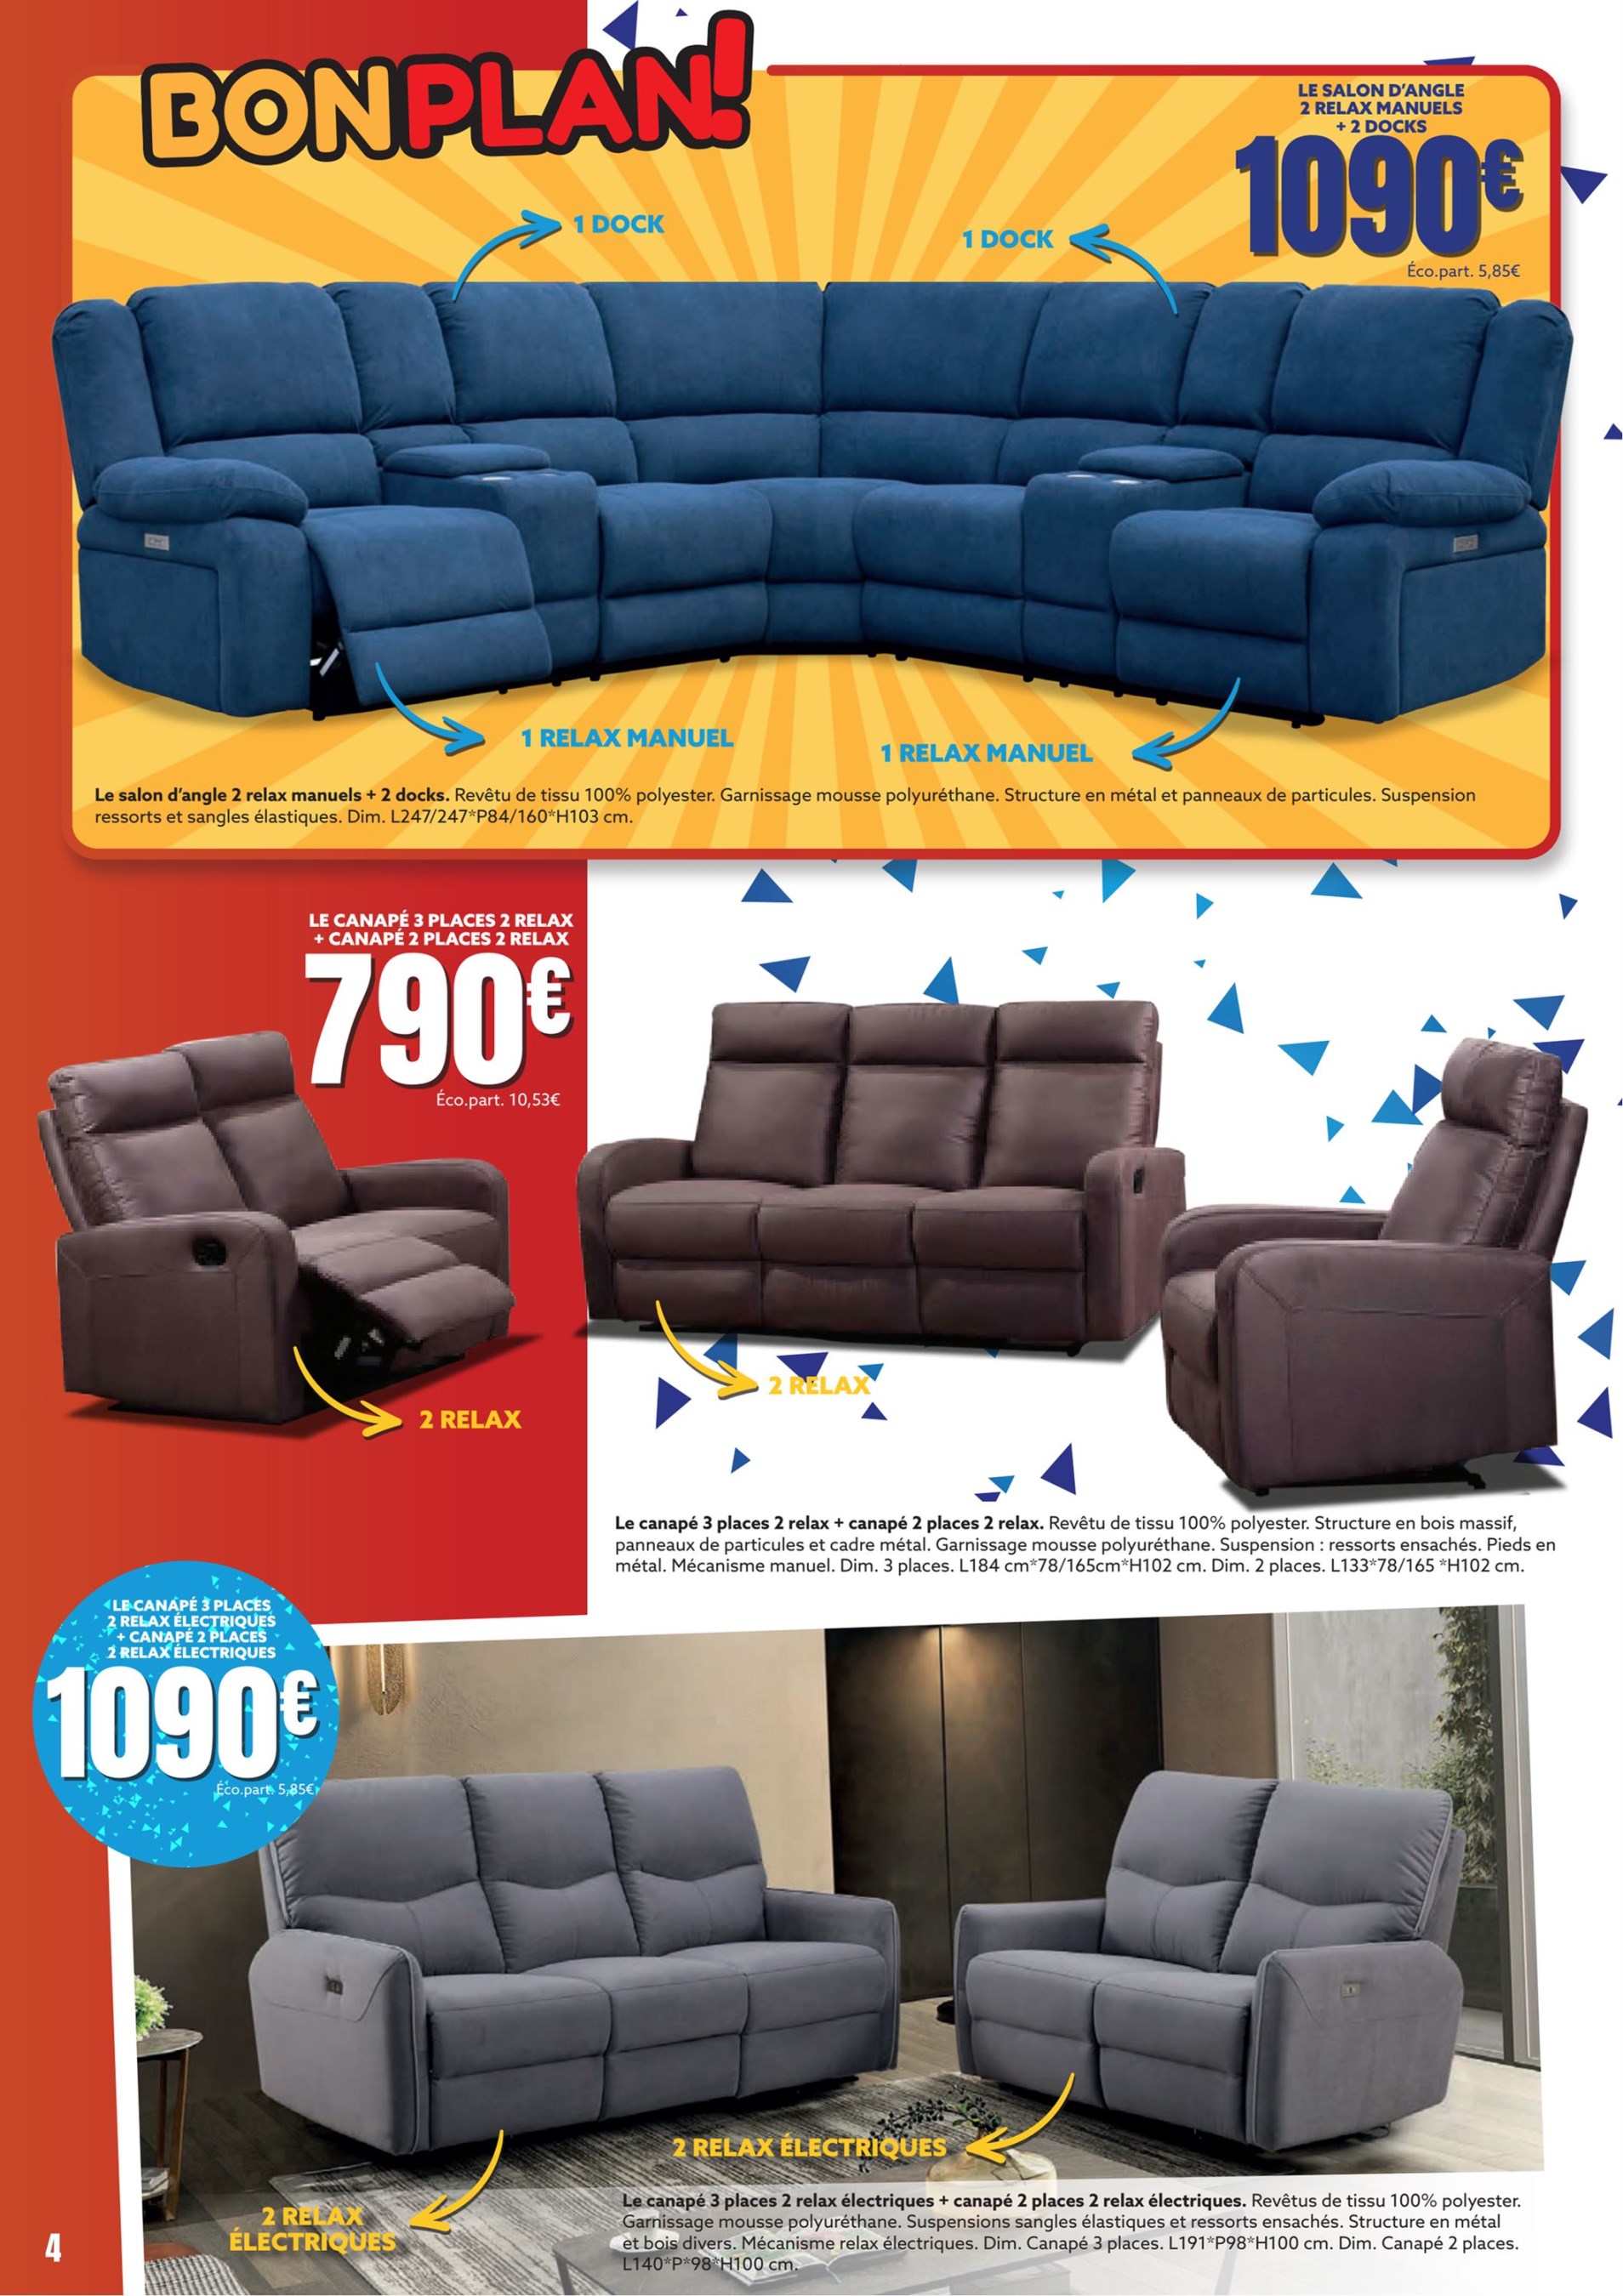 BONPLAN!
LE SALON D'ANGLE
2 RELAX MANUELS
+ 2 DOCKS
1090€
Éco.part. 5,85€
1 DOCK
1 DOCK
1 RELAX MANUEL
1 RELAX MANUEL
Le salon d'angle 2 relax manuels + 2 docks. Revêtu de tissu 100% polyester. Garnissage mousse polyuréthane. Structure en métal et panneaux de particules. Suspension
ressorts et sangles élastiques. Dim. L247/247*P84/160*H103 cm.
LE CANAPÉ 3 PLACES 2 RELAX
+ CANAPÉ 2 PLACES 2 RELAX
790€
Éco.part. 10,53€
2 RELAX
2 RELAX
Le canapé 3 places 2 relax + canapé 2 places 2 relax. Revêtu de tissu 100% polyester. Structure en bois massif,
panneaux de particules et cadre métal. Garnissage mousse polyuréthane. Suspension : ressorts ensachés. Pieds en
métal. Mécanisme manuel. Dim. 3 places. L184 cm*78/165cm*H102 cm. Dim. 2 places. L133*78/165 *H102 cm.
LE CANAPÉ 3 PLACES
2 RELAX ÉLECTRIQUES
+ CANAPÉ 2 PLACES
2 RELAX ÉLECTRIQUES
1090€
Éco.part. 5,85€
2 RELAX ÉLECTRIQUES
2 RELAX
ÉLECTRIQUES
Le canapé 3 places 2 relax électriques + canapé 2 places 2 relax électriques. Revêtus de tissu 100% polyester.
Garnissage mousse polyuréthane. Suspensions sangles élastiques et ressorts ensachés. Structure en métal
et bois divers. Mécanisme relax électriques. Dim. Canapé 3 places. L191*P98*H100 cm. Dim. Canapé 2 places.
L140*P*98*H100 cm.
4